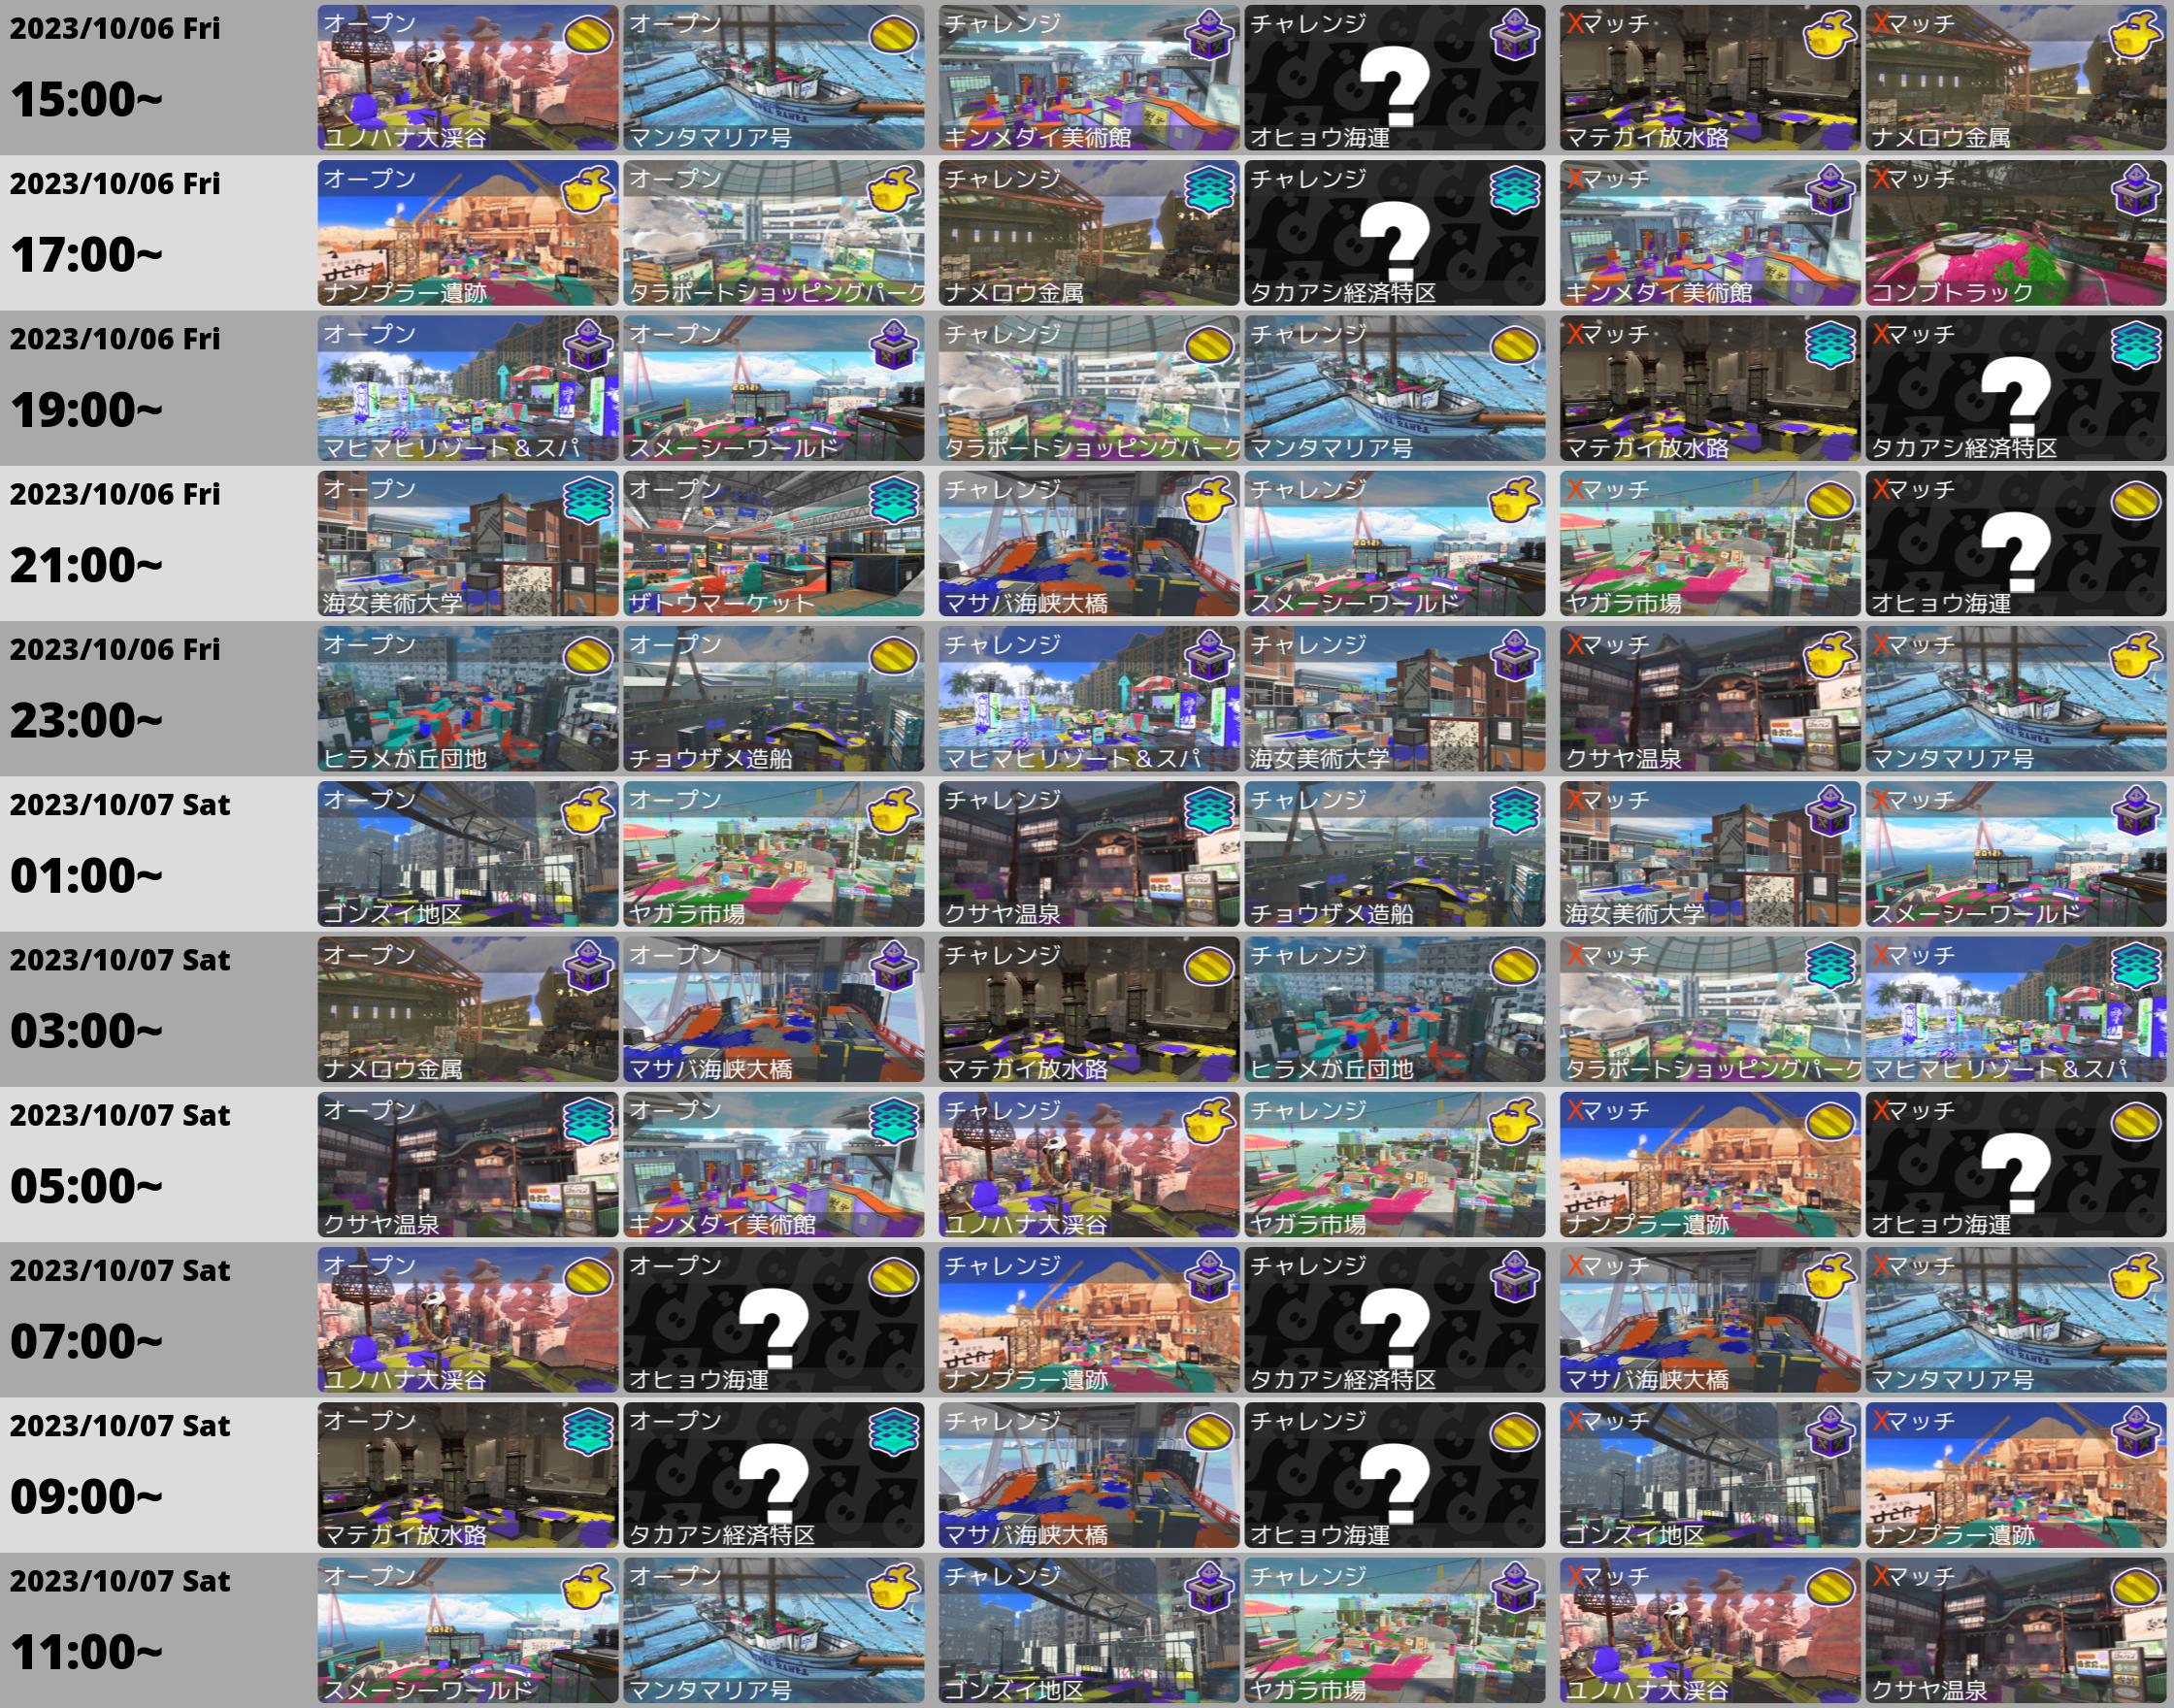 2023/10/06 Fri
15:00~
オープン
ユノハナ大渓谷
オープン
マンタマリア号
チャレンジ
キンメダイ美術館
チャレンジ
?
オヒョウ海運
Xマッチ
マテガイ放水路
Xマッチ
ナメロウ金属
2023/10/06 Fri
17:00~
オープン
ナンプラー遺跡
オープン
タラポートショッピングパーク
チャレンジ
ナメロウ金属
チャレンジ
?
タカアシ経済特区
Xマッチ
キンメダイ美術館
Xマッチ
コンブトラック
2023/10/06 Fri
19:00~
オープン
マヒマヒリゾート&スパ
オープン
スメーシーワールド
チャレンジ
タラポートショッピングパーク
チャレンジ
マンタマリア号
Xマッチ
マテガイ放水路
Xマッチ
?
タカアシ経済特区
2023/10/06 Fri
21:00~
オープン
海女美術大学
オープン
ザトウマーケット
チャレンジ
マサバ海峡大橋
チャレンジ
スメーシーワールド
Xマッチ
ヤガラ市場
Xマッチ
?
オヒョウ海運
2023/10/06 Fri
23:00~
オープン
ヒラメが丘団地
オープン
チョウザメ造船
チャレンジ
マヒマヒリゾート&スパ
チャレンジ
海女美術大学
Xマッチ
クサヤ温泉
Xマッチ
マンタマリア号
2023/10/07 Sat
01:00~
オープン
ゴンズイ地区
オープン
ヤガラ市場
チャレンジ
クサヤ温泉
チャレンジ
チョウザメ造船
Xマッチ
海女美術大学
Xマッチ
スメーシーワールド
2023/10/07 Sat
03:00~
オープン
ナメロウ金属
オープン
マサバ海峡大橋
チャレンジ
マテガイ放水路
チャレンジ
ヒラメが丘団地
Xマッチ
タラポートショッピングパーク
Xマッチ
マヒマヒリゾート&スパ
2023/10/07 Sat
05:00~
オープン
クサヤ温泉
オープン
キンメダイ美術館
チャレンジ
ユノハナ大渓谷
チャレンジ
ヤガラ市場
Xマッチ
ナンプラー遺跡
Xマッチ
?
オヒョウ海運
2023/10/07 Sat
07:00~
オープン
ユノハナ大渓谷
オープン
?
オヒョウ海運
チャレンジ
ナンプラー遺跡
チャレンジ
?
タカアシ経済特区
Xマッチ
マサバ海峡大橋
Xマッチ
マンタマリア号
2023/10/07 Sat
09:00~
オープン
マテガイ放水路
オープン
?
タカアシ経済特区
チャレンジ
マサバ海峡大橋
チャレンジ
?
オヒョウ海運
Xマッチ
ゴンズイ地区
Xマッチ
ナンプラー遺跡
2023/10/07 Sat
11:00~
オープン
スメーシーワールド
オープン
マンタマリア号
チャレンジ
ゴンズイ地区
チャレンジ
ヤガラ市場
Xマッチ
ユノハナ大渓谷
Xマッチ
クサヤ温泉